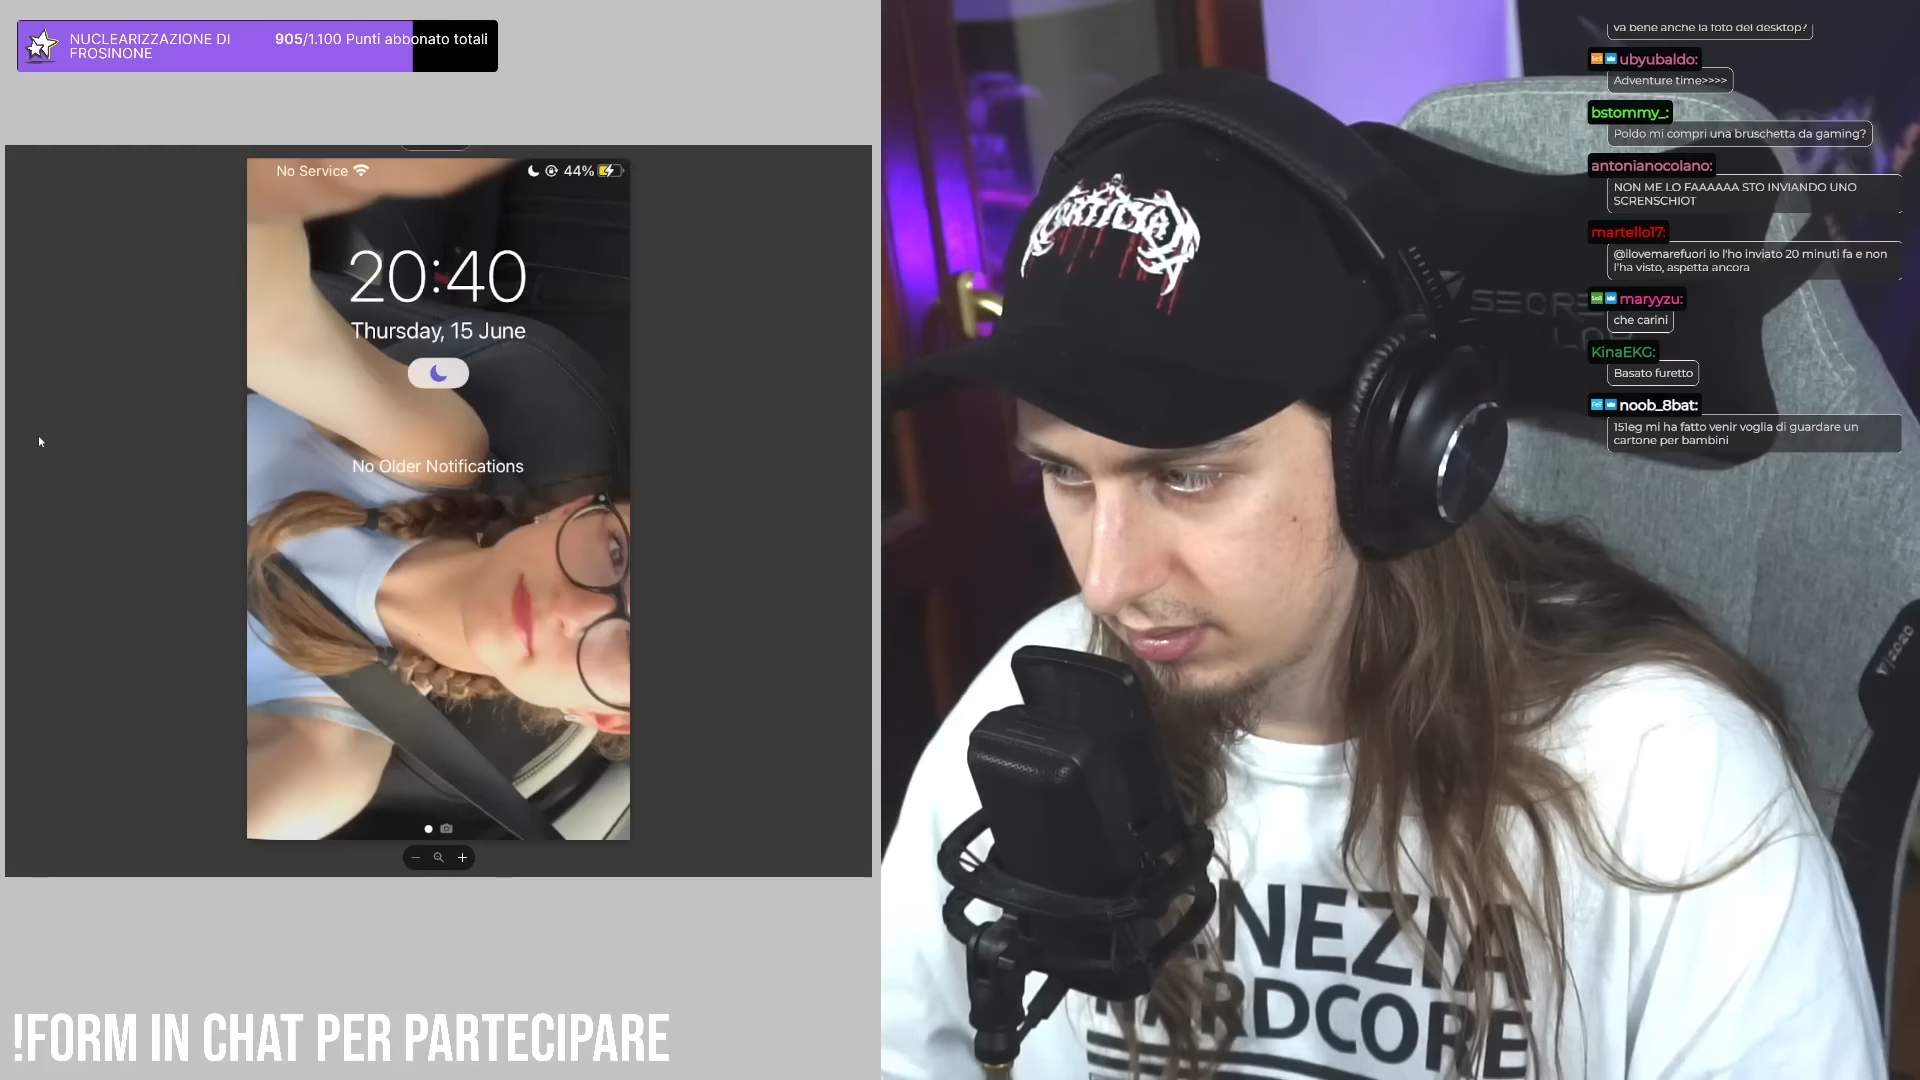 NUCLEARIZZAZIONE DI
FROSINONE
905/1.100 Punti abbonato totali
No Service
44%
20:40
Thursday, 15 June
No Older Notifications
!FORM IN CHAT PER PARTECIPARE
va bene anche la foto del desktop?
ubyubaldo:
Adventure time>>>>
bstommy_:
Poldo mi compri una bruschetta da gaming?
antonianocolano:
NON ME LO FAAAAAA STO INVIANDO UNO
SCRENSCHIOT
martello17:
@ilovemarefuori Io l'ho inviato 20 minuti fa e non
l'ha visto, aspetta ancora
maryyzu:
che carini
KinaEKG:
Basato furetto
noob_8bat:
151eg mi ha fatto venir voglia di guardare un
cartone per bambini
SECRE
NEZIA
HARDCORE